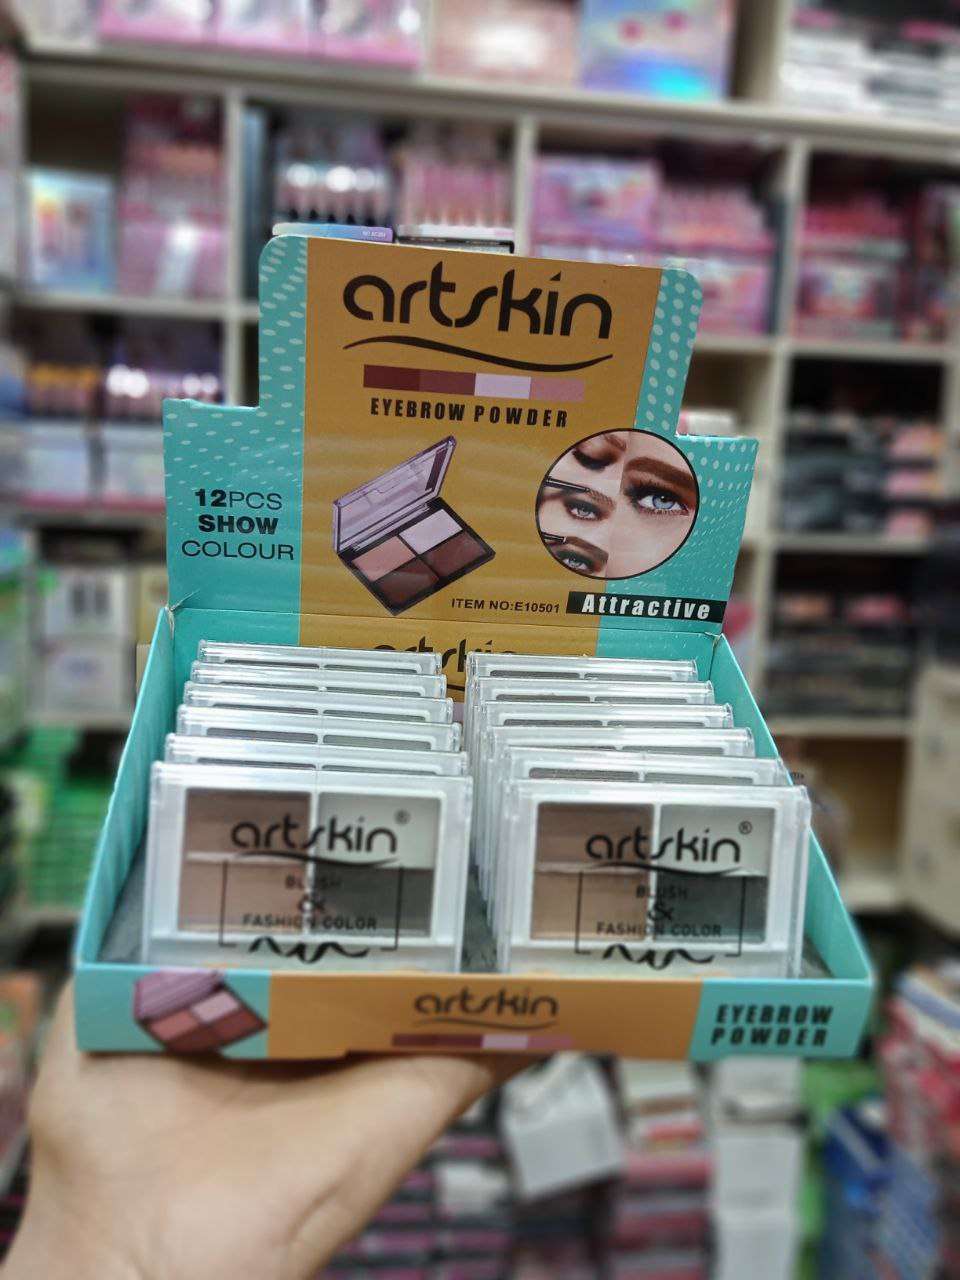 artskin
EYEBROW POWDER
12PCS
SHOW
COLOUR
ITEM NO:E10501
Attractive
artskin
artskin®
BLUSH
&
FASHION COLOR
artskin®
BLUSH
&
FASHION COLOR
artskin
EYEBROW
POWDER